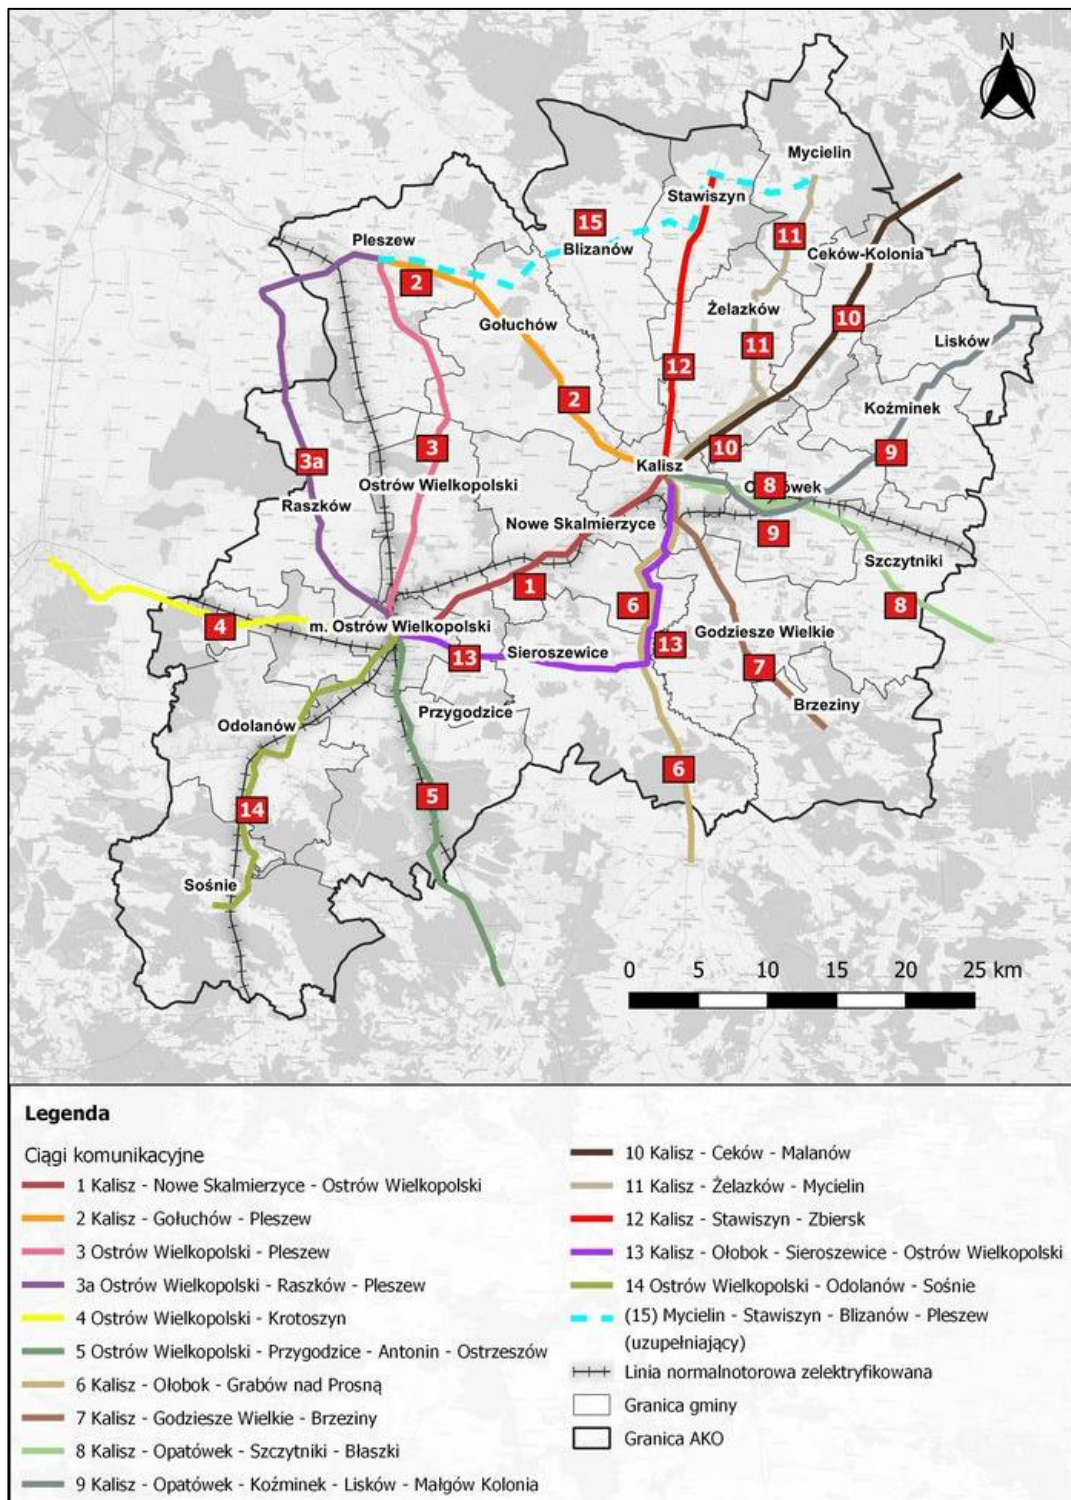 N
Mycielin
Stawiszyn
15
11
Pleszew
Blizanów
Ceków-Kolonia
2
Żelazków
10
Gołuchów
11
Lisków
12
2
Koźminek
3
10
9
3a
Kalisz
Ostrów Wielkopolski
8
Raszków
Nowe Skalmierzyce
9
Szczytniki
1
6
8
4
m. Ostrów Wielkopolski
Godziesze Wielkie
13
Sieroszewice
13
7
Brzeziny
Przygodzice
Odolanów
6
5
14
Sośnie
0 5 10 15 20 25 km
Legenda
Ciągi komunikacyjne
1 Kalisz - Nowe Skalmierzyce - Ostrów Wielkopolski
2 Kalisz - Gołuchów - Pleszew
3 Ostrów Wielkopolski - Pleszew
3a Ostrów Wielkopolski - Raszków - Pleszew
4 Ostrów Wielkopolski - Krotoszyn
5 Ostrów Wielkopolski - Przygodzice - Antonin - Ostrzeszów
6 Kalisz - Ołobok - Grabów nad Prosną
7 Kalisz - Godziesze Wielkie - Brzeziny
8 Kalisz - Opatówek - Szczytniki - Błaszki
9 Kalisz - Opatówek - Koźminek - Lisków - Małgów Kolonia
10 Kalisz - Ceków - Malanów
11 Kalisz - Żelazków - Mycielin
12 Kalisz - Stawiszyn - Zbiersk
13 Kalisz - Ołobok - Sieroszewice - Ostrów Wielkopolski
14 Ostrów Wielkopolski - Odolanów - Sośnie
(15) Mycielin - Stawiszyn - Blizanów - Pleszew
(uzupełniający)
Linia normalnotorowa zelektryfikowana
Granica gminy
Granica AKO